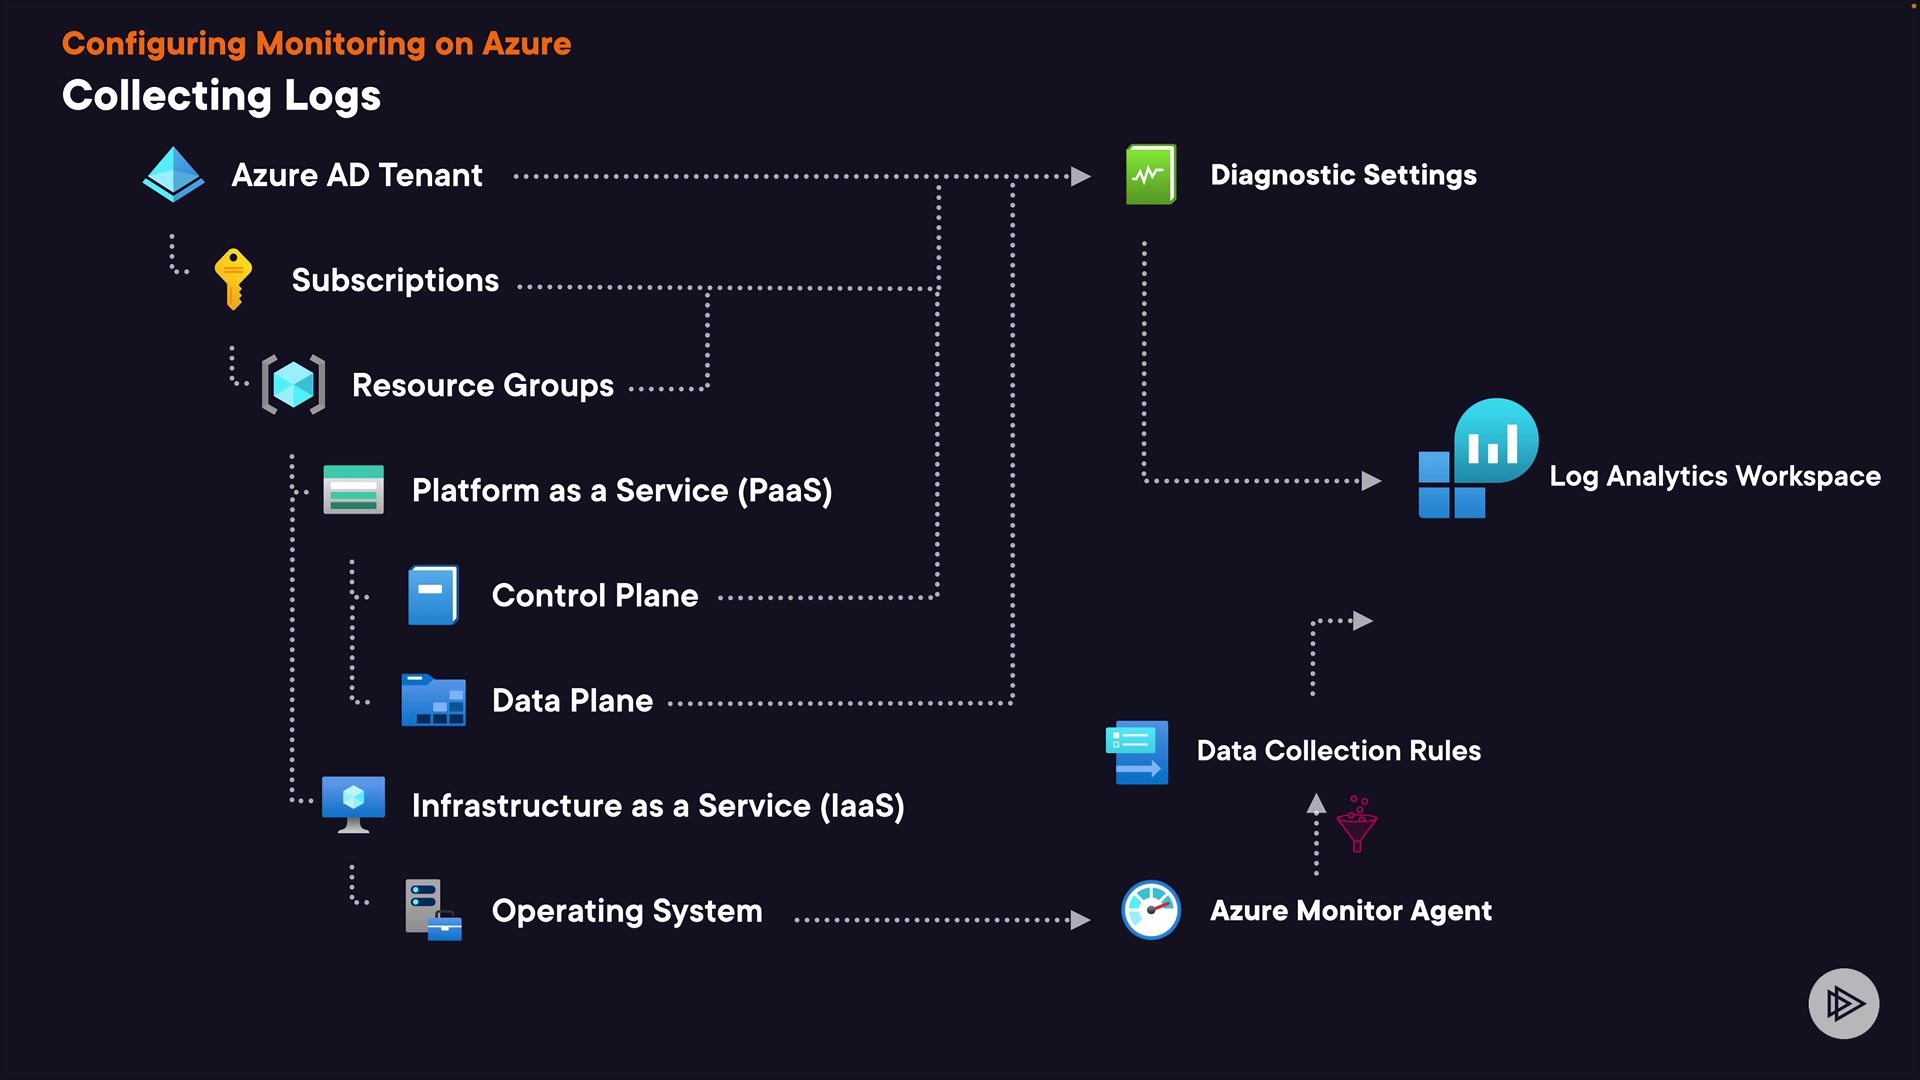 Configuring Monitoring on Azure
Collecting Logs
Azure AD Tenant
Diagnostic Settings
Subscriptions
Resource Groups
Log Analytics Workspace
Platform as a Service (PaaS)
Control Plane
Data Plane
Data Collection Rules
Infrastructure as a Service (IaaS)
Operating System
Azure Monitor Agent